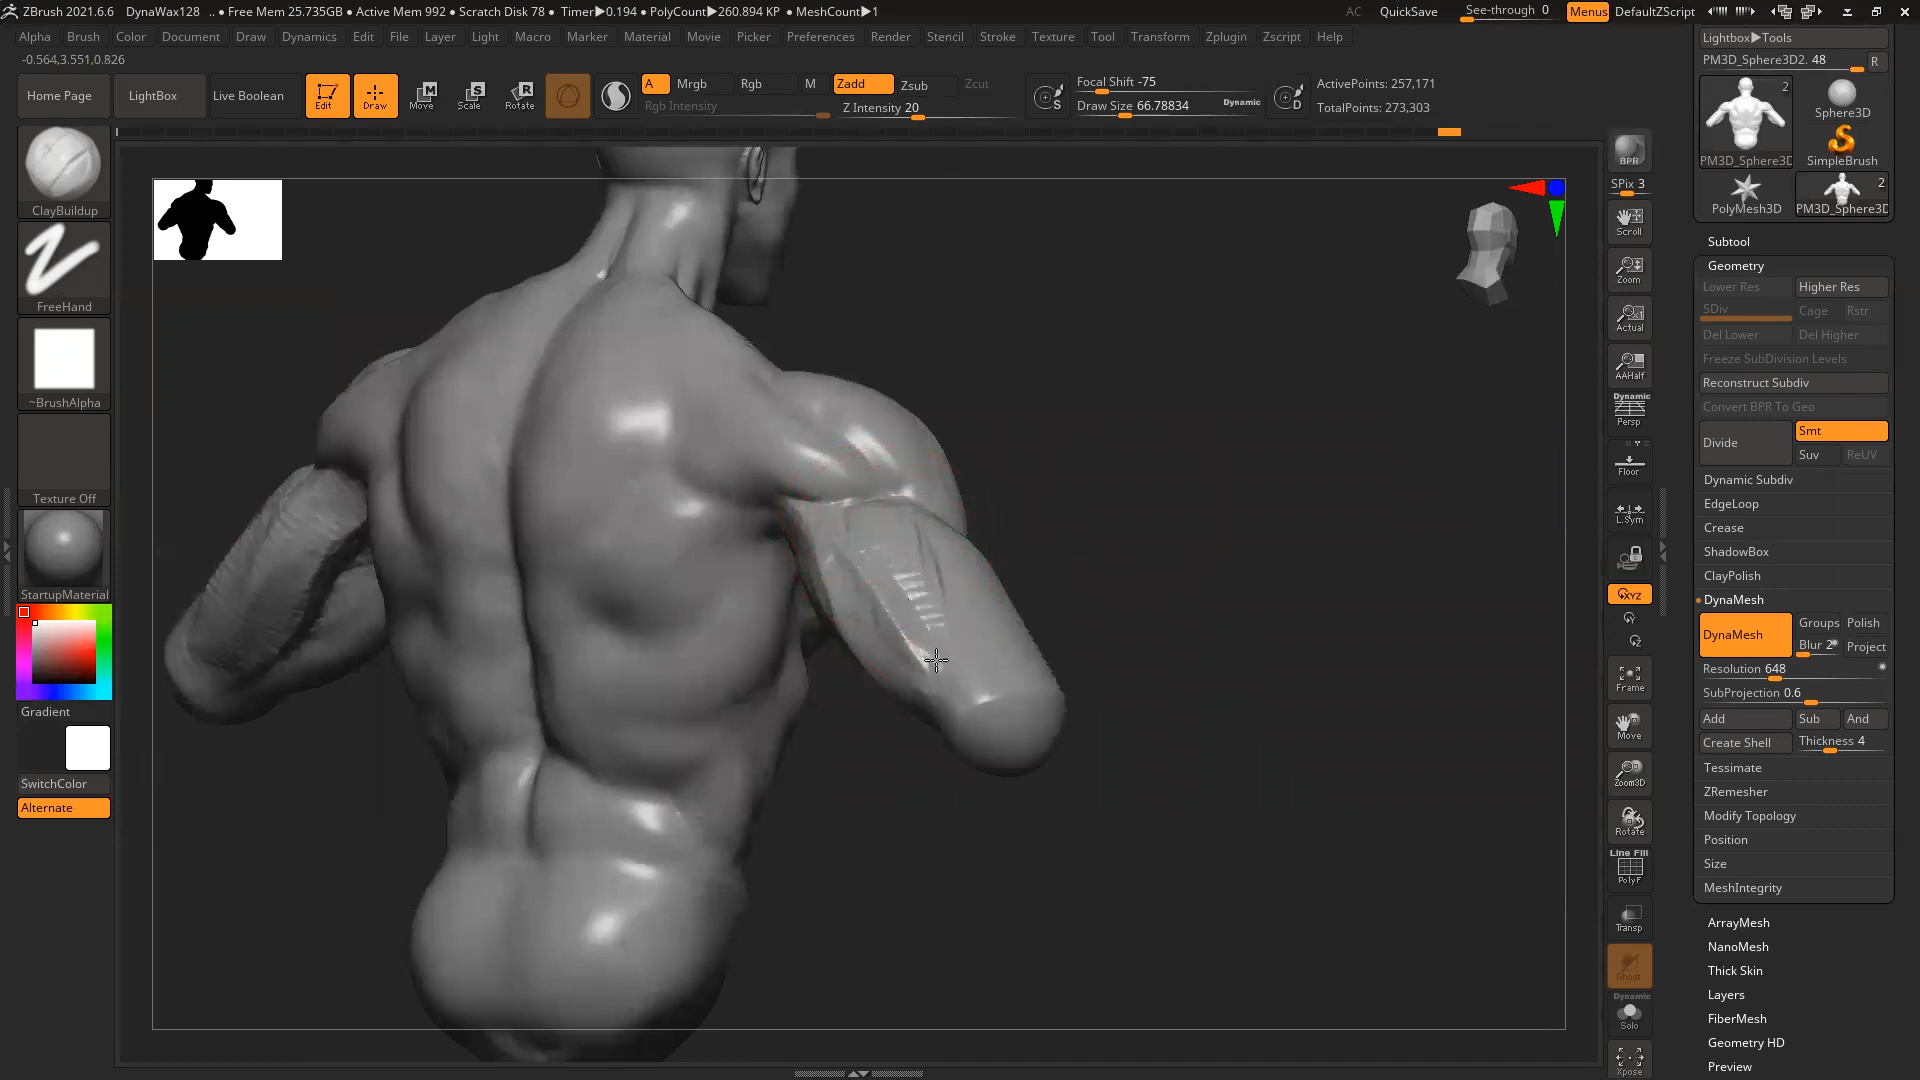 ZBrush 2021.6.6 DynaWax128 .. ● Free Mem 25.735GB ● Active Mem 992 ● Scratch Disk 78 ● Timer▶0.194 ● PolyCount▶260.894 KP ● MeshCount▶1 AC QuickSave See-through 0 Menus DefaultZScript
Alpha Brush Color Document Draw Dynamics Edit File Layer Light Macro Marker Material Movie Picker Preferences Render Stencil Stroke Texture Tool Transform Zplugin Zscript Help
-0.564,3.551,0.826
Home Page LightBox Live Boolean Edit Draw Move Scale Rotate
A Mrgb Rgb M Zadd Zsub Zcut
Rgb Intensity Z Intensity 20
Focal Shift -75
Draw Size 66.78834 Dynamic
ActivePoints: 257,171
TotalPoints: 273,303
ClayBuildup
FreeHand
~BrushAlpha
Texture Off
StartupMaterial
Gradient
SwitchColor
Alternate
BPR
SPix 3
Scroll
Zoom
Actual
AAHalf
Dynamic
Persp
Floor
L.Sym
XYZ
Frame
Move
Zoom3D
Rotate
Line Fill
PolyF
Transp
Ghost
Dynamic
Solo
Xpose
Lightbox▶Tools
PM3D_Sphere3D2. 48 R
2
PM3D_Sphere3D
Sphere3D
SimpleBrush
PolyMesh3D
2
PM3D_Sphere3D
Subtool
Geometry
Lower Res Higher Res
SDiv Cage Rstr
Del Lower Del Higher
Freeze SubDivision Levels
Reconstruct Subdiv
Convert BPR To Geo
Divide Smt
Suv ReUV
Dynamic Subdiv
EdgeLoop
Crease
ShadowBox
ClayPolish
DynaMesh
DynaMesh Groups Polish
Blur 2 Project
Resolution 648
SubProjection 0.6
Add Sub And
Create Shell Thickness 4
Tessimate
ZRemesher
Modify Topology
Position
Size
MeshIntegrity
ArrayMesh
NanoMesh
Thick Skin
Layers
FiberMesh
Geometry HD
Preview